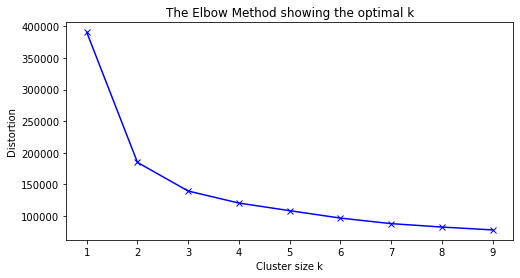 The Elbow Method showing the optimal k
400000
350000
300000
250000
200000
150000
100000
Distortion
1 2 3 4 5 6 7 8 9
Cluster size k